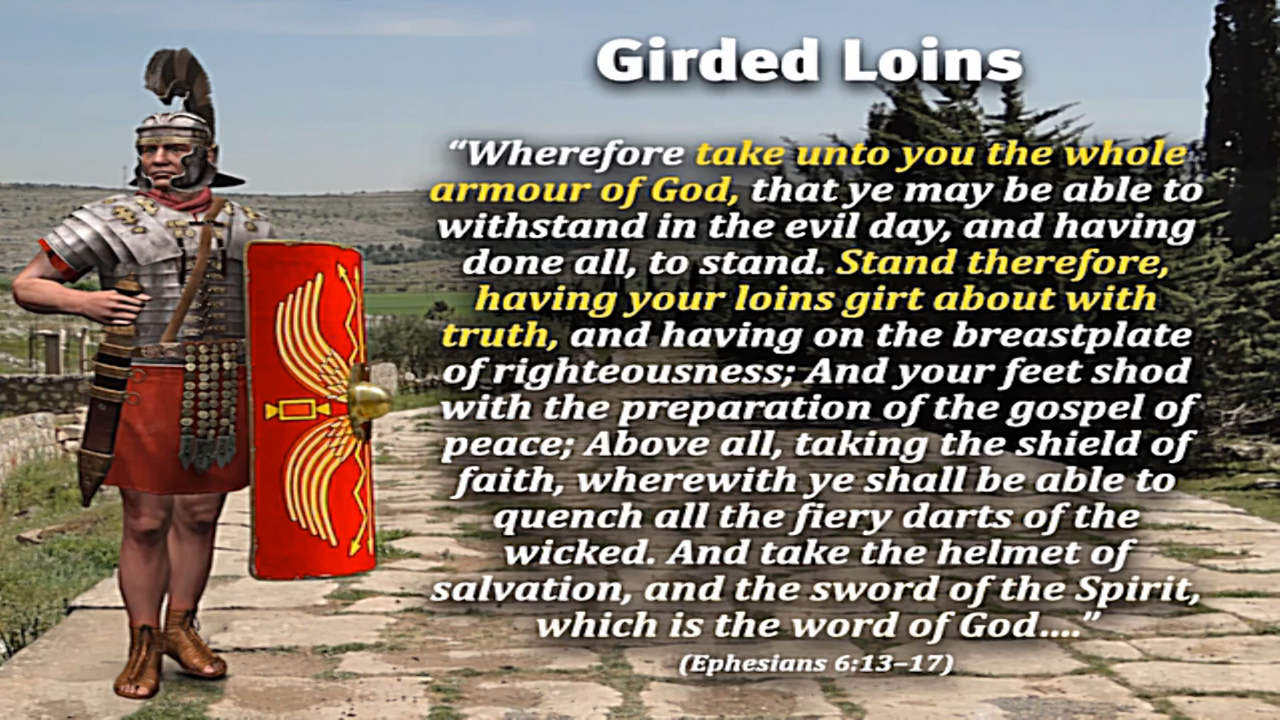 Girded Loins
“Wherefore take unto you the whole
armour of God, that ye may be able to
withstand in the evil day, and having
done all, to stand. Stand therefore,
having your loins girt about with
truth, and having on the breastplate
of righteousness; And your feet shod
with the preparation of the gospel of
peace; Above all, taking the shield of
faith, wherewith ye shall be able to
quench all the fiery darts of the
wicked. And take the helmet of
salvation, and the sword of the Spirit,
which is the word of God....”
(Ephesians 6:13–17)